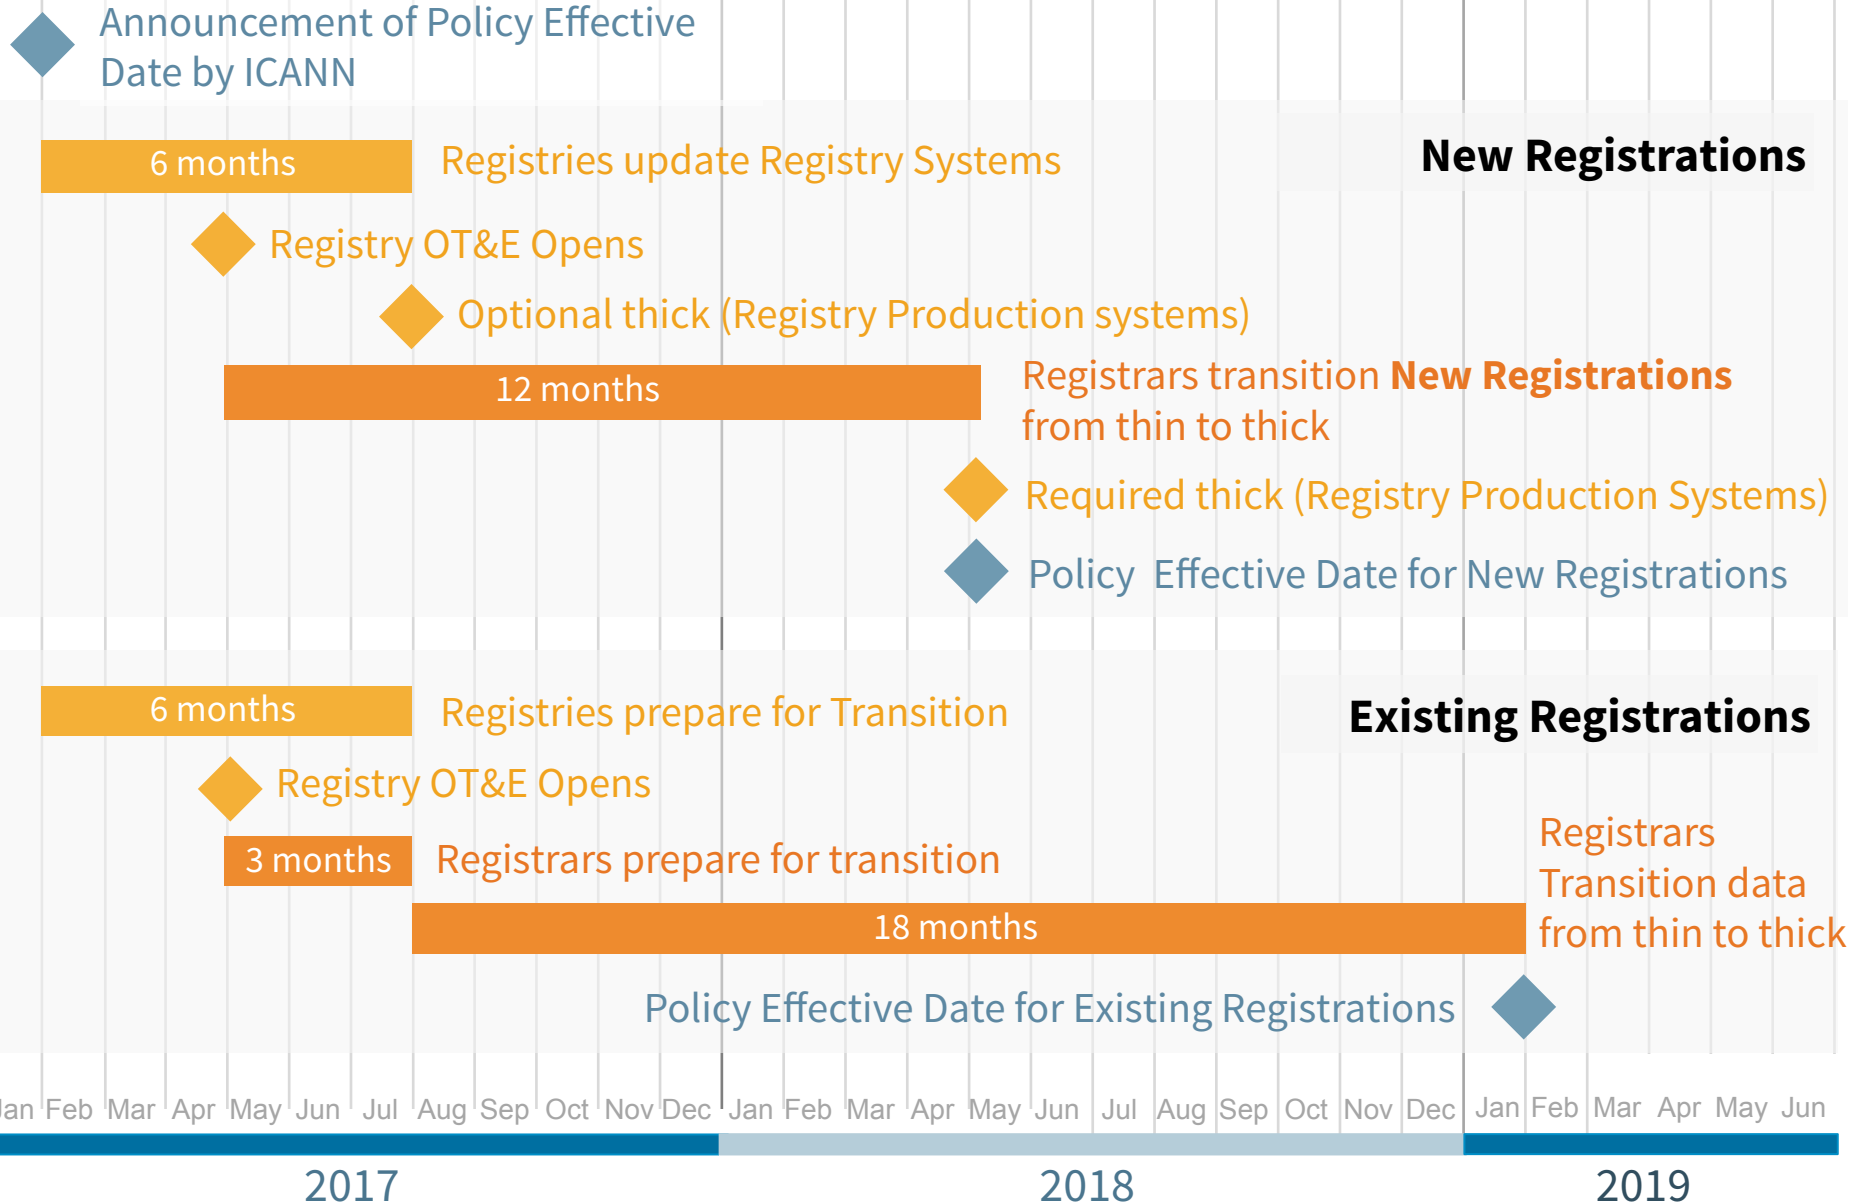 Announcement of Policy Effective
Date by ICANN
6 months
Registries update Registry Systems
New Registrations
Registry OT&E Opens
Optional thick (Registry Production systems)
12 months
Registrars transition New Registrations
from thin to thick
Required thick (Registry Production Systems)
Policy Effective Date for New Registrations
6 months
Registries prepare for Transition
Existing Registrations
Registry OT&E Opens
3 months
Registrars prepare for transition
Registrars
Transition data
from thin to thick
18 months
Policy Effective Date for Existing Registrations
Jan Feb Mar Apr May Jun Jul Aug Sep Oct Nov Dec Jan Feb Mar Apr May Jun Jul Aug Sep Oct Nov Dec Jan Feb Mar Apr May Jun
2017 2018 2019